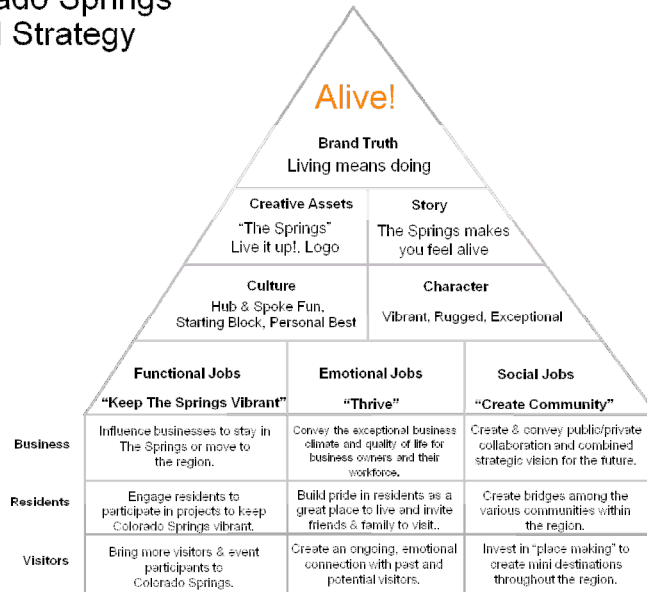 ado Springs
Strategy
Alive!
Brand Truth
Living means doing
Creative Assets
"The Springs"
Live it up!. Logo
Story
The Springs makes
you feel alive
Culture
Hub & Spoke Fun,
Starting Block, Personal Best
Character
Vibrant, Rugged, Exceptional
Functional Jobs
"Keep The Springs Vibrant"
Emotional Jobs
"Thrive"
Social Jobs
"Create Community"
Business
Influence businesses to stay in
The Springs or move to
the region.
Convey the exceptional business
climate and quality of life for
business owners and their
workforce.
Create & convey public/private
collaboration and combined
strategic vision for the future.
Residents
Engage residents to
participate in projects to keep
Colorado Springs vibrant.
Build pride in residents as a
great place to live and invite
friends & family to visit..
Create bridges among the
various communities within
the region.
Visitors
Bring more visitors & event
participants to
Colorado Springs.
Create an ongoing, emotional
connection with past and
potential visitors.
Invest in "place making" to
create mini destinations
throughout the region.